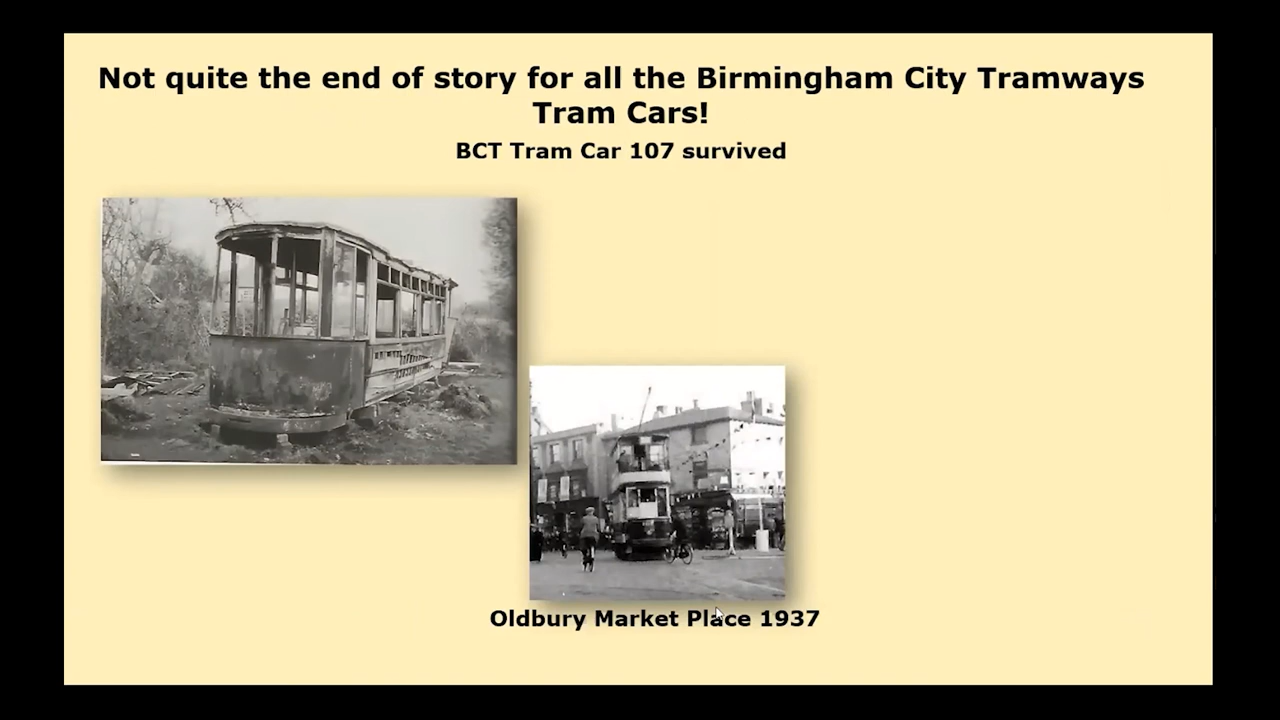 Not quite the end of story for all the Birmingham City Tramways
Tram Cars!
BCT Tram Car 107 survived
Oldbury Market Place 1937